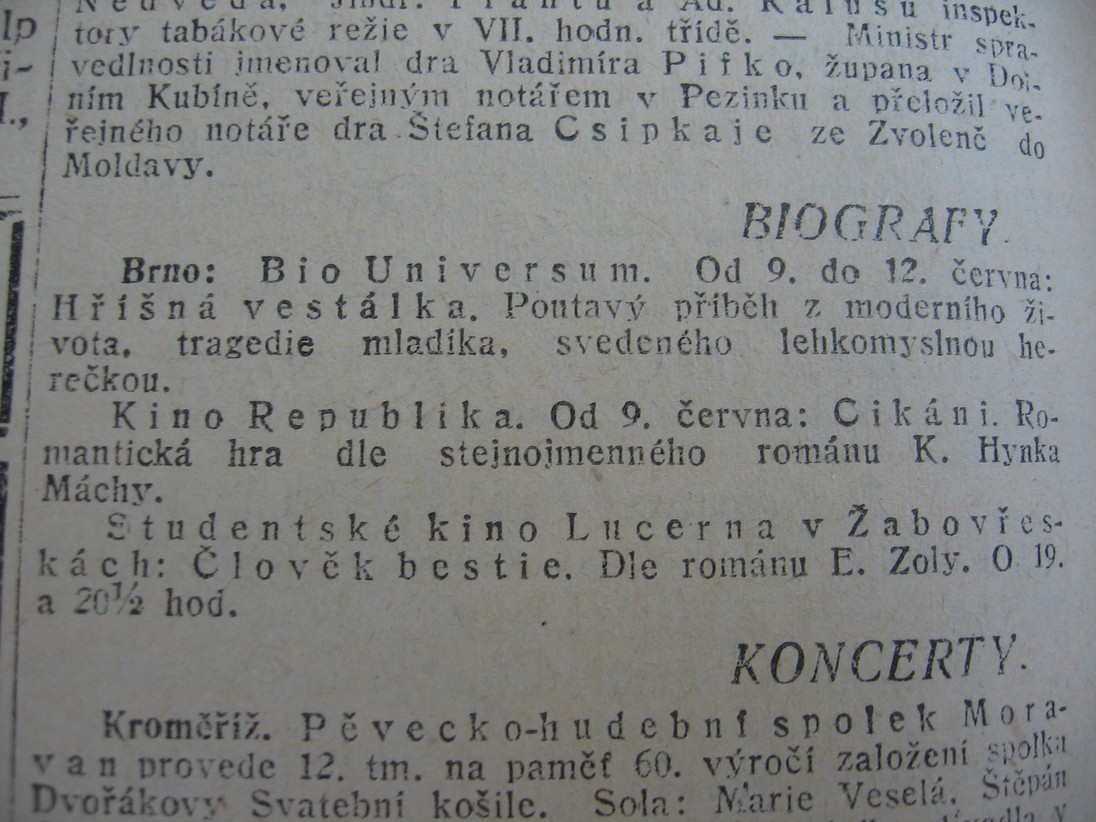 inspek-
tory tabákové režie v VII. hodn. třídě. — Ministr spra-
vedlnosti jmenoval dra Vladimíra Pifko, župana v Dol-
ním Kubíně, veřejným notářem v Pezinku a přeložil ve-
řejného notáře dra Štefana Csipkaje ze Zvoleně do
Moldavy.
BIOGRAFY.
Brno: Bio Universum. Od 9. do 12. června:
Hříšná vestálka. Poutavý příběh z moderního ži-
vota, tragedie mladíka, svedeného lehkomyslnou he-
rečkou.
Kino Republika. Od 9. června: Cikáni. Ro-
mantická hra dle stejnojmenného románu K. Hynka
Máchy.
Studentské kino Lucerna v Žabovřes-
kách: Člověk bestie. Dle románu E. Zoly. O 19.
a 20½ hod.
KONCERTY.
Kroměříž. Pěvecko-hudební spolek Mora-
van provede 12. tm. na paměť 60. výročí založení spolku
Dvořákovy Svatební košile. Sola: Marie Veselá, Štěpán